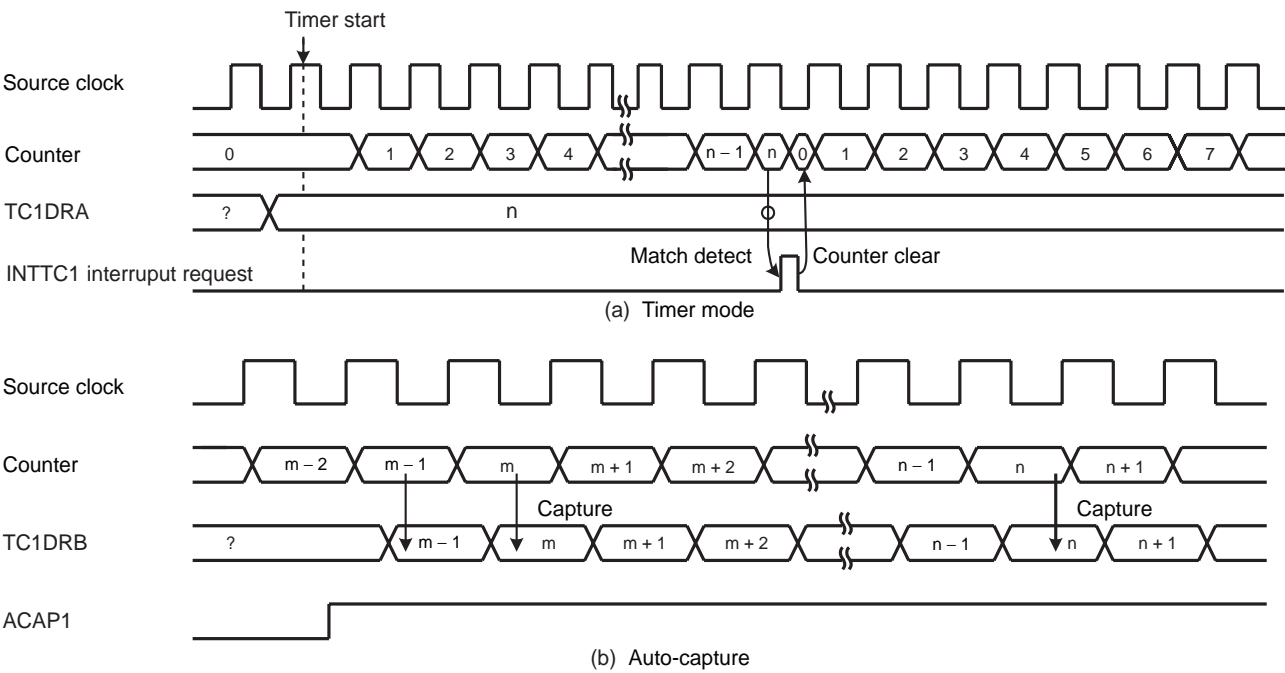 Timer start
Source clock
Counter 0 1 2 3 4 n – 1 n 0 1 2 3 4 5 6 7
TC1DRA ? n
Match detect Counter clear
INTTC1 interruput request
(a) Timer mode
Source clock
Counter m – 2 m – 1 m m + 1 m + 2 n – 1 n n + 1
Capture Capture
TC1DRB ? m – 1 m m + 1 m + 2 n – 1 n n + 1
ACAP1
(b) Auto-capture